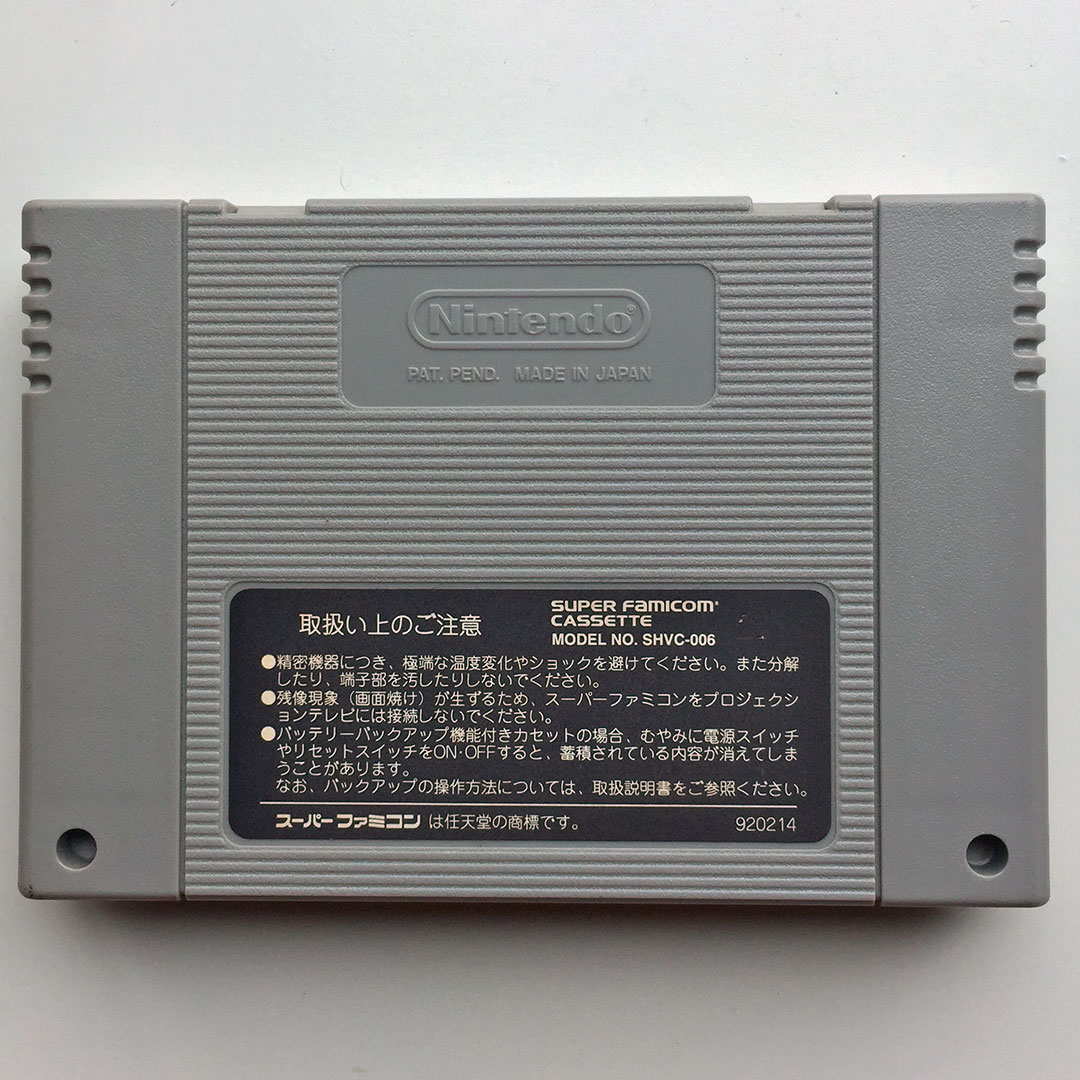 Nintendo®
PAT. PEND. MADE IN JAPAN
取扱い上のご注意
SUPER FAMICOM®
CASSETTE
MODEL NO. SHVC-006
●精密機器につき、極端な温度変化やショックを避けてください。また分解
したり、端子部を汚したりしないでください。
●残像現象（画面焼け）が生ずるため、スーパーファミコンをプロジェクシ
ョンテレビには接続しないでください。
●バッテリーバックアップ機能付きカセットの場合、むやみに電源スイッチ
やリセットスイッチをON・OFFすると、蓄積されている内容が消えてしま
うことがあります。
なお、バックアップの操作方法については、取扱説明書をご参照ください。
スーパーファミコン は任天堂の商標です。
920214